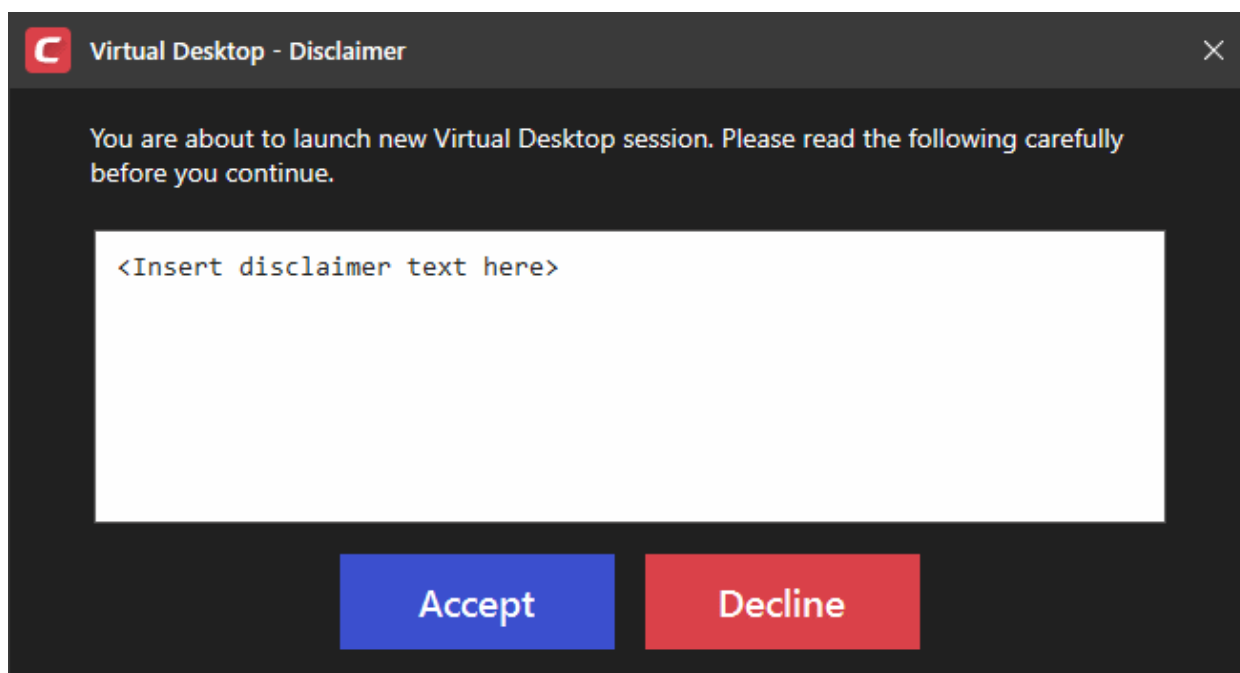 Virtual Desktop - Disclaimer
You are about to launch new Virtual Desktop session. Please read the following carefully
before you continue.
<Insert disclaimer text here>
Accept Decline